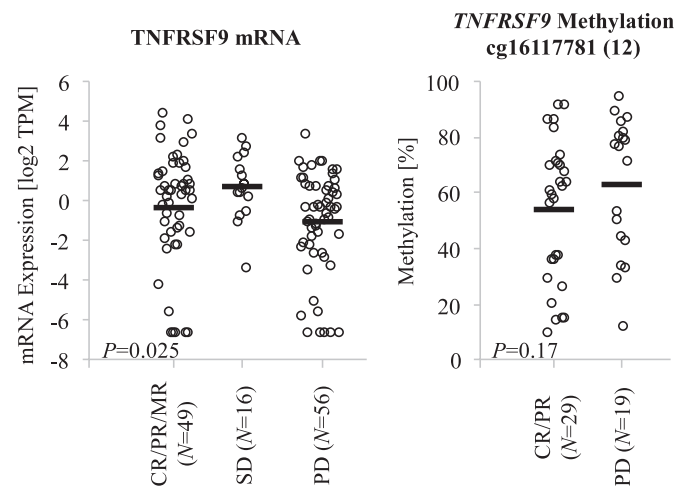 TNFRSF9 mRNA
mRNA Expression [log2 TPM]
6
4
2
0
-2
-4
-6
-8
P=0.025
CR/PR/MR
(N=49)
SD (N=16)
PD (N=56)
TNFRSF9 Methylation
cg16117781 (12)
Methylation [%]
100
80
60
40
20
0
P=0.17
CR/PR
(N=29)
PD (N=19)